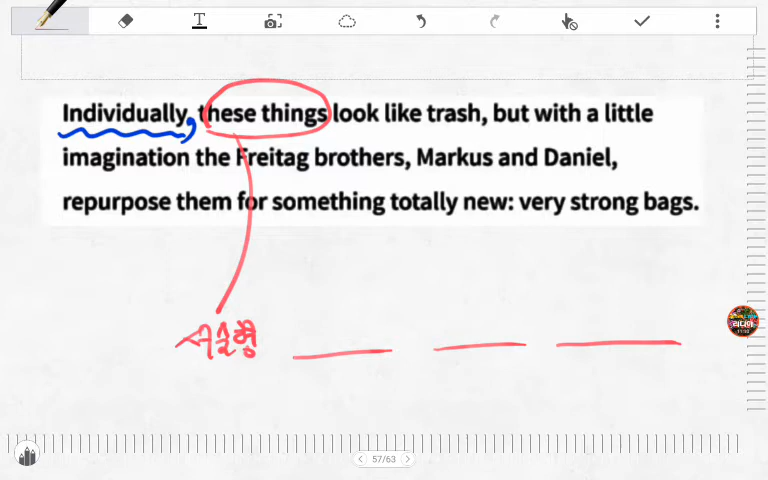 T
Individually, these things look like trash, but with a little
imagination the Freitag brothers, Markus and Daniel,
repurpose them for something totally new: very strong bags.
서술형
57/63